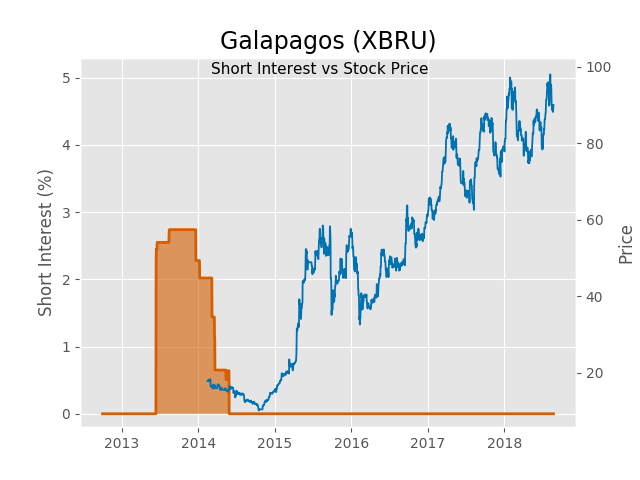 Galapagos (XBRU)
Short Interest vs Stock Price
Short Interest (%)
5
4
3
2
1
0
100
80
60
40
20
Price
2013 2014 2015 2016 2017 2018